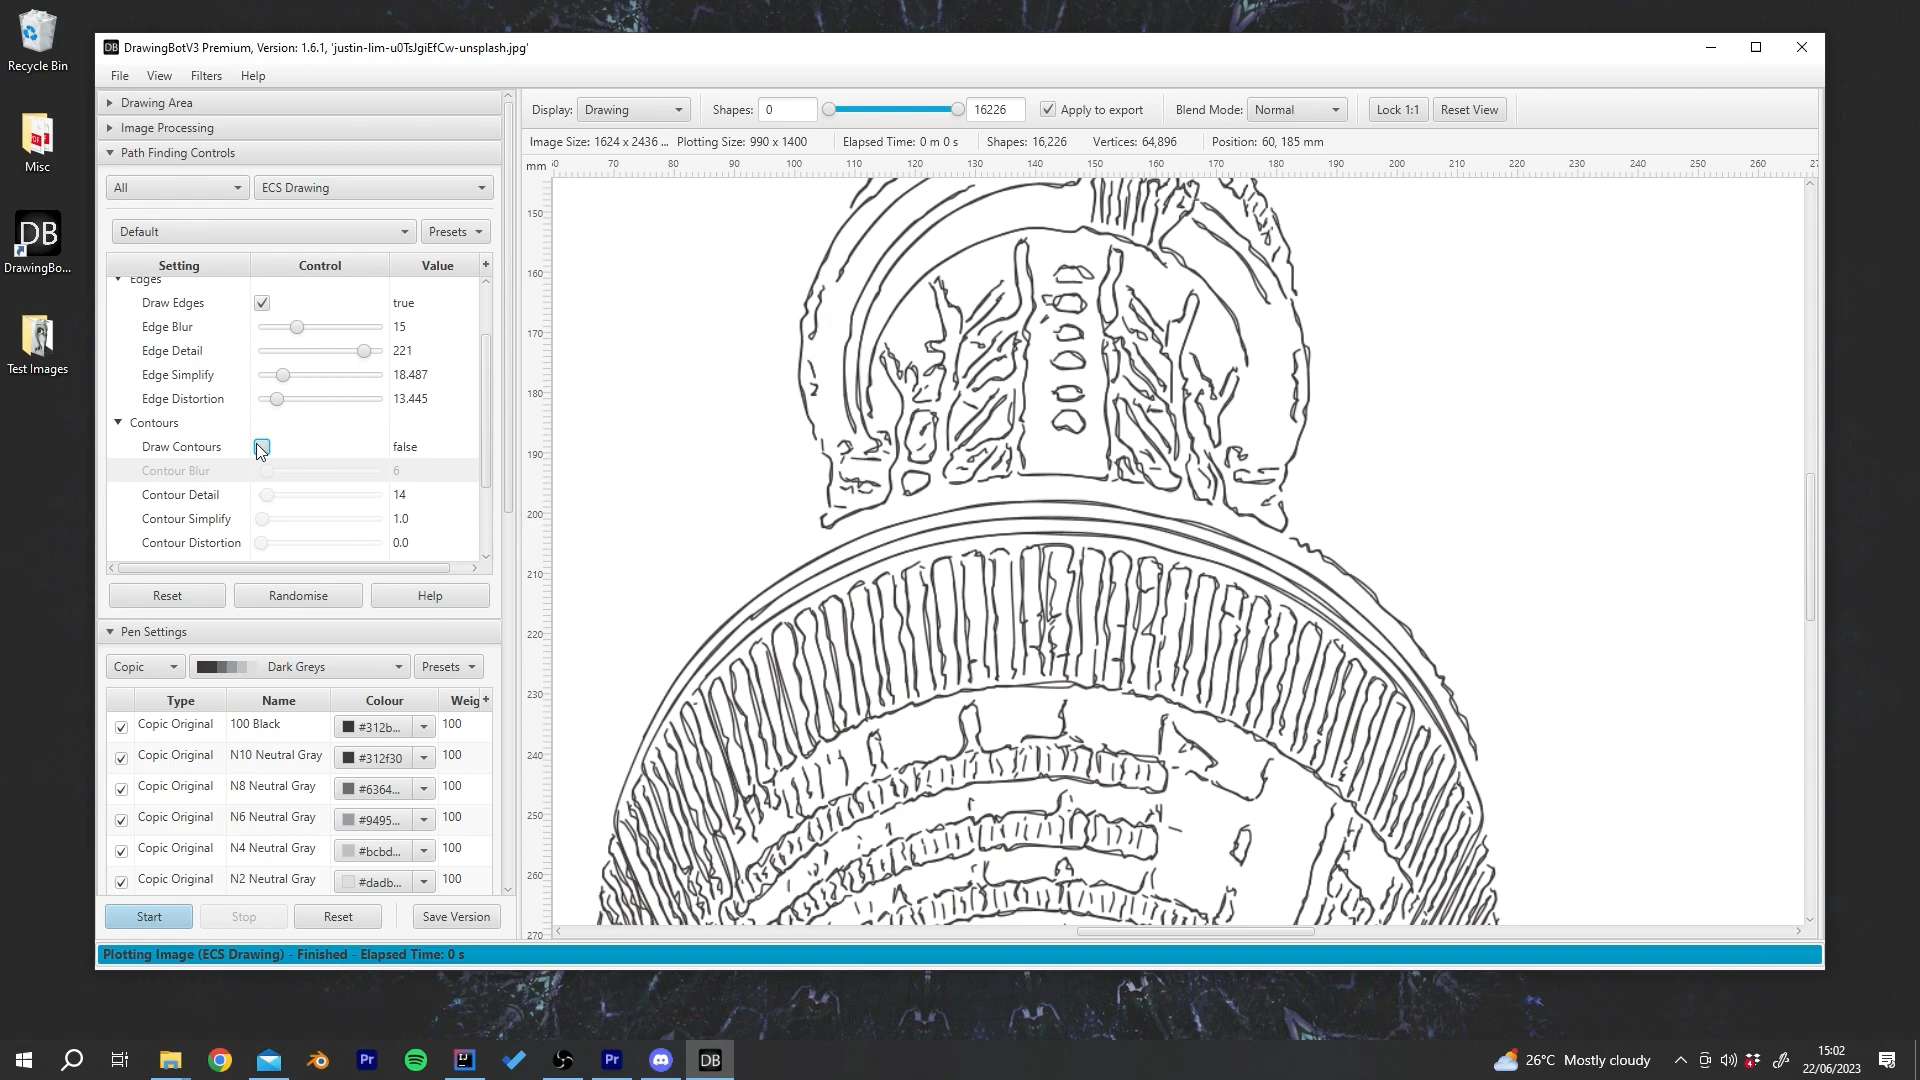 Recycle Bin
Misc
DrawingBo...
Test Images
DrawingBotV3 Premium, Version: 1.6.1, 'justin-lim-u0TsJgiEfCw-unsplash.jpg'
File View Filters Help
Drawing Area
Image Processing
Path Finding Controls
All ECS Drawing
Default Presets
Setting Control Value +
Edges
Draw Edges true
Edge Blur 15
Edge Detail 221
Edge Simplify 18.487
Edge Distortion 13.445
Contours
Draw Contours false
Contour Blur 6
Contour Detail 14
Contour Simplify 1.0
Contour Distortion 0.0
Reset Randomise Help
Pen Settings
Copic Dark Greys Presets
Type Name Colour Weig +
Copic Original 100 Black #312b... 100
Copic Original N10 Neutral Gray #312f30 100
Copic Original N8 Neutral Gray #6364... 100
Copic Original N6 Neutral Gray #9495... 100
Copic Original N4 Neutral Gray #bcbd... 100
Copic Original N2 Neutral Gray #dadb... 100
Start Stop Reset Save Version
Plotting Image (ECS Drawing) - Finished - Elapsed Time: 0 s
Display: Drawing Shapes: 0 16226 Apply to export Blend Mode: Normal Lock 1:1 Reset View
Image Size: 1624 x 2436 ... Plotting Size: 990 x 1400 Elapsed Time: 0 m 0 s Shapes: 16,226 Vertices: 64,896 Position: 60, 185 mm
mm 70 80 90 100 110 120 130 140 150 160 170 180 190 200 210 220 230 240 250 260
150
160
170
180
190
200
210
220
230
240
250
260
270
DB
26°C Mostly cloudy
15:02
22/06/2023